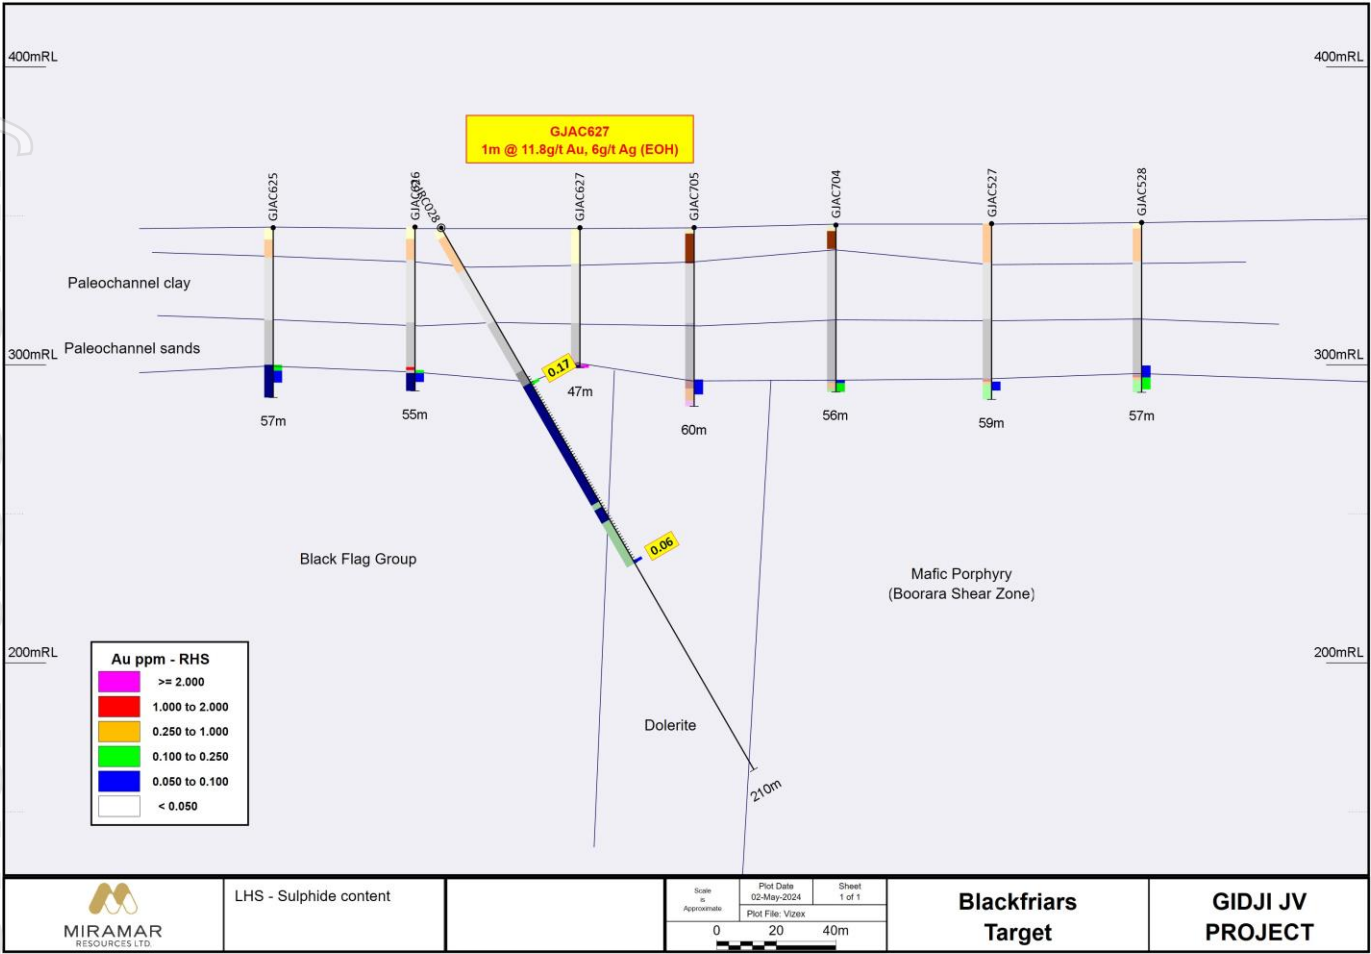 400mRL
400mRL
GJAC627
1m @ 11.8g/t Au, 6g/t Ag (EOH)
GJAC625
GJAC627
GJAC705
GJAC704
GJAC527
GJAC528
Paleochannel clay
Paleochannel sands
300mRL
300mRL
0.17
57m
55m
47m
60m
56m
59m
57m
0.06
Black Flag Group
Mafic Porphyry
(Boorara Shear Zone)
200mRL
200mRL
Dolerite
210m
Au ppm - RHS
>= 2.000
1.000 to 2.000
0.250 to 1.000
0.100 to 0.250
0.050 to 0.100
< 0.050
MIRAMAR
RESOURCES LTD.
LHS - Sulphide content
Scale
is
Approximate
Plot Date
02-May-2024
Sheet
1 of 1
Plot File: Vizex
0 20 40m
Blackfriars
Target
GIDJI JV
PROJECT